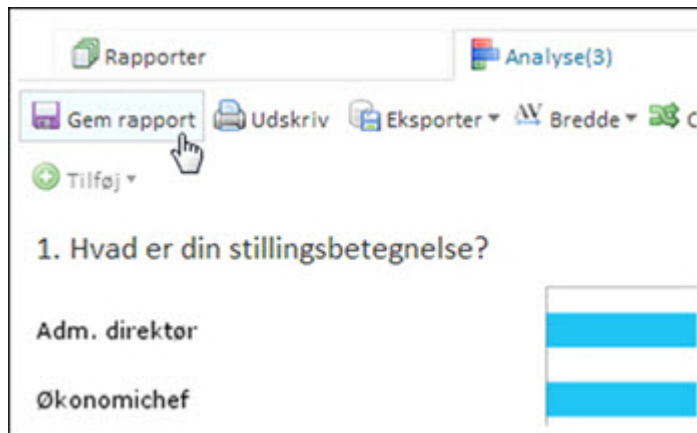 Rapporter Analyse(3)
Gem rapport Udskriv Eksporter Bredde
Tilføj
1. Hvad er din stillingsbetegnelse?
Adm. direktør
Økonomichef